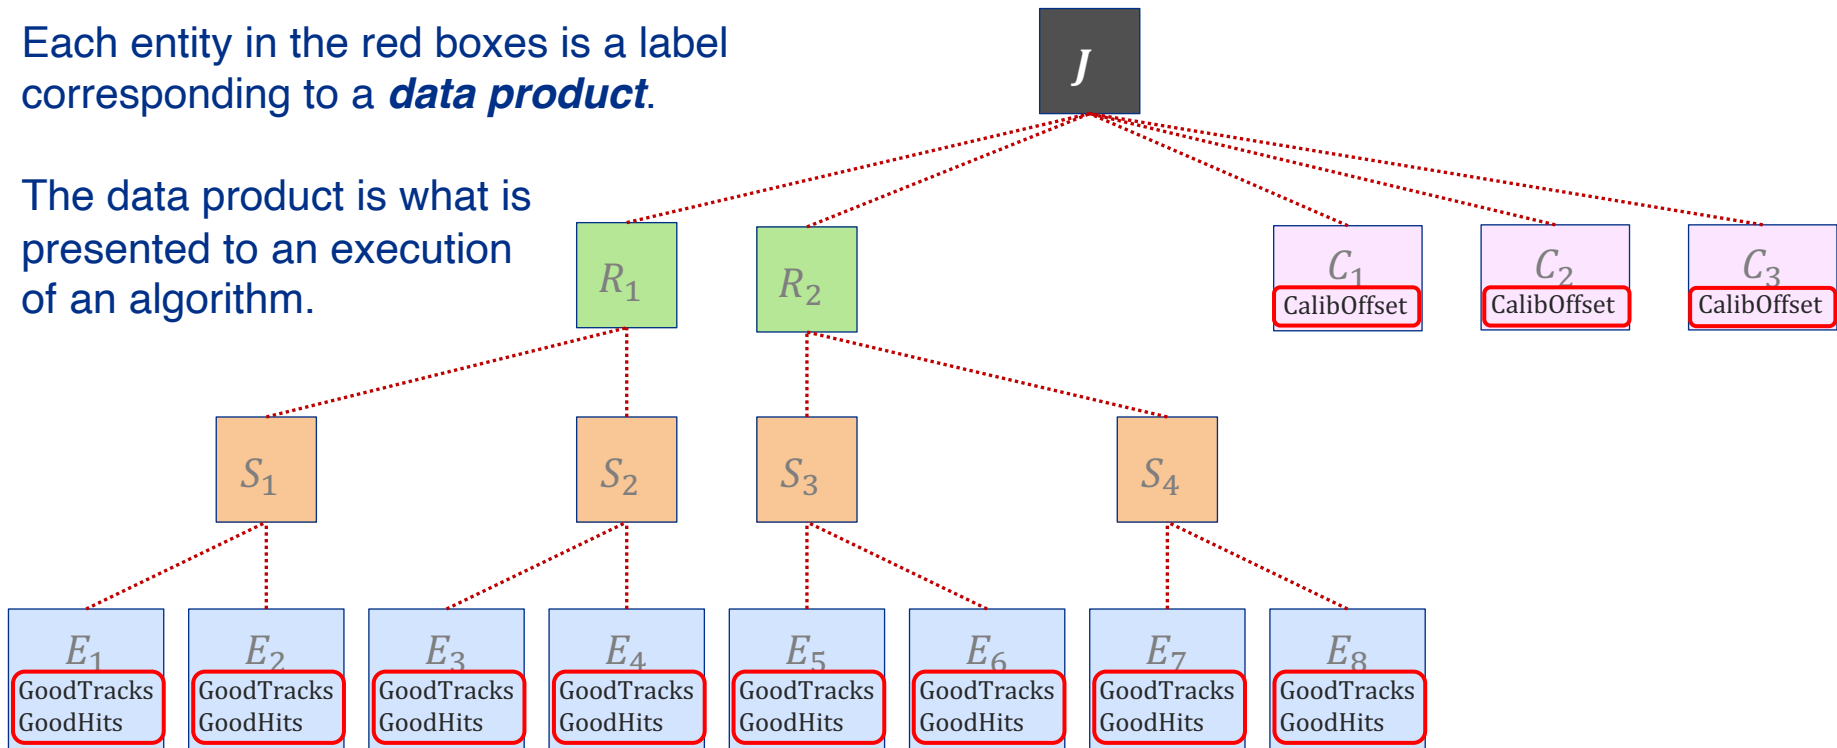 Each entity in the red boxes is a label
corresponding to a data product.
The data product is what is
presented to an execution
of an algorithm.
J
R₁
R₂
C₁
CalibOffset
C₂
CalibOffset
C₃
CalibOffset
S₁
S₂
S₃
S₄
E₁
GoodTracks
GoodHits
E₂
GoodTracks
GoodHits
E₃
GoodTracks
GoodHits
E₄
GoodTracks
GoodHits
E₅
GoodTracks
GoodHits
E₆
GoodTracks
GoodHits
E₇
GoodTracks
GoodHits
E₈
GoodTracks
GoodHits